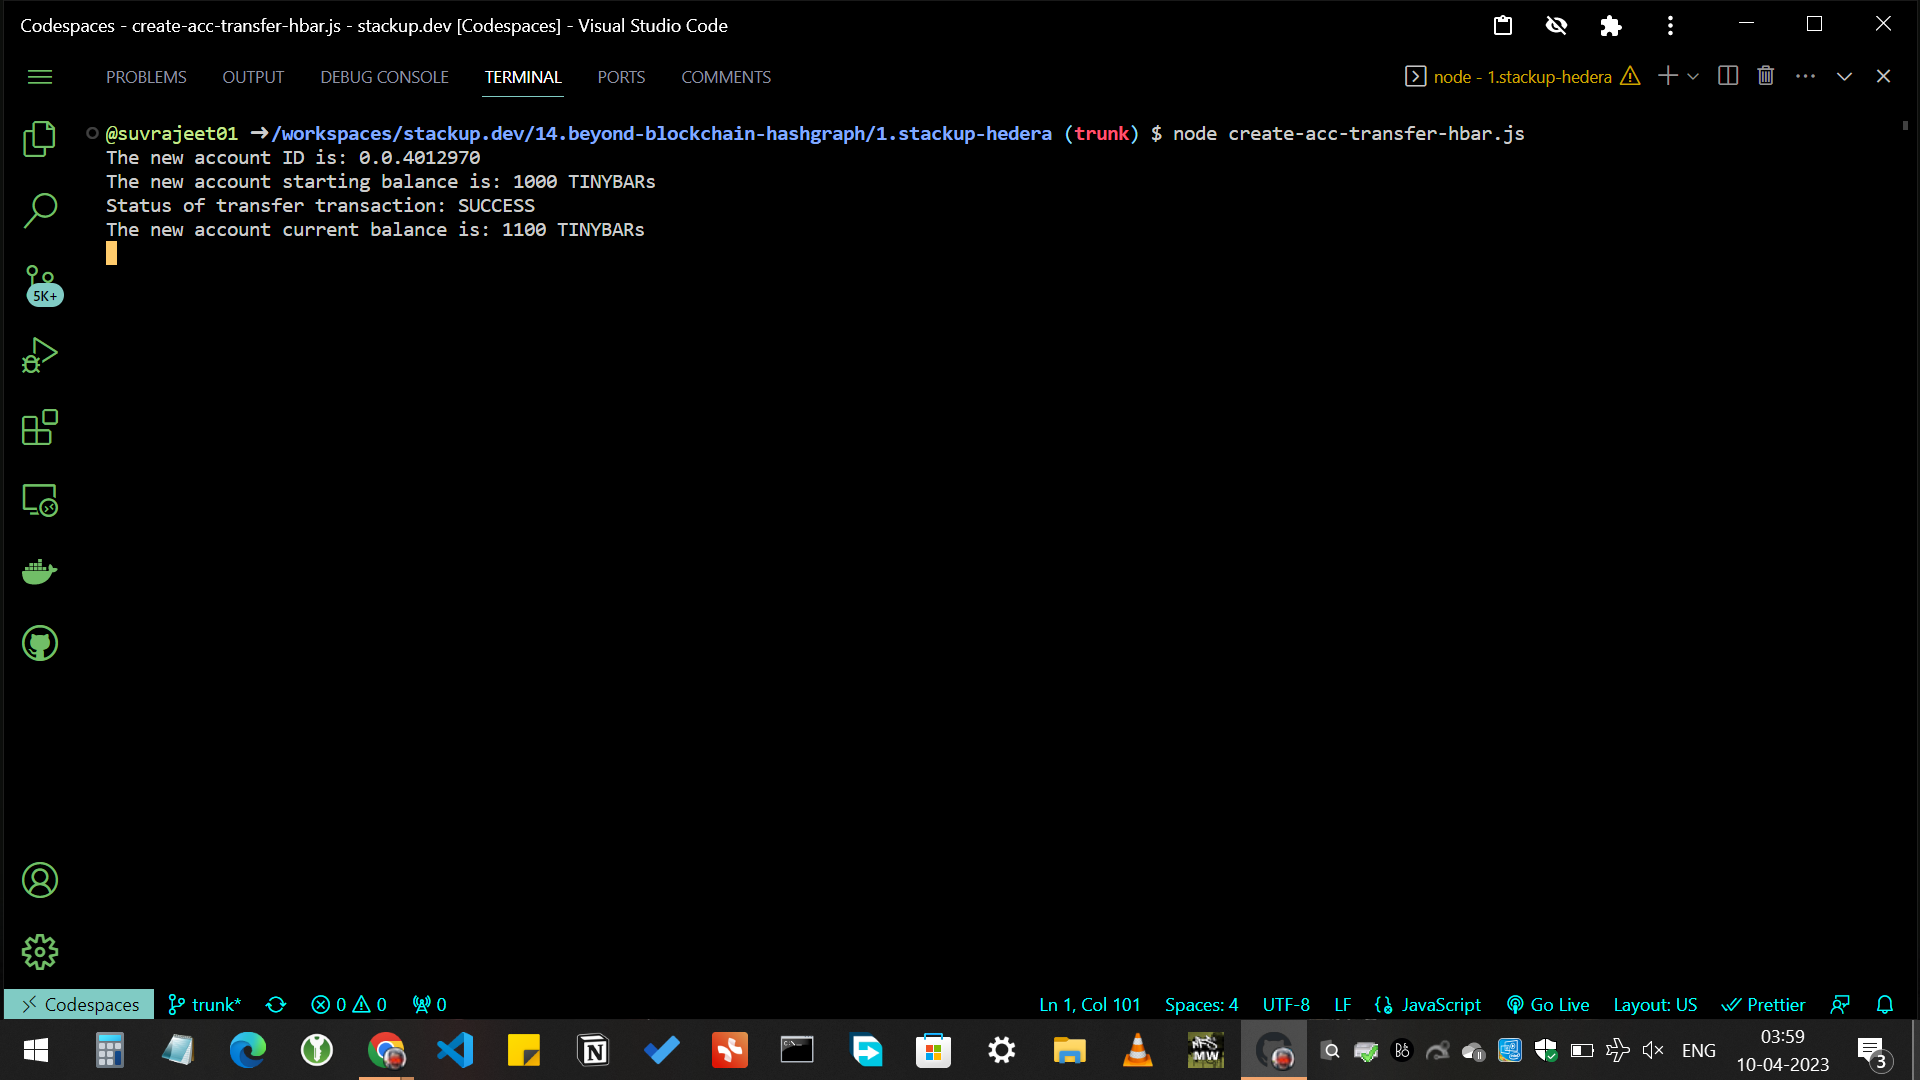 Codespaces - create-acc-transfer-hbar.js - stackup.dev [Codespaces] - Visual Studio Code
PROBLEMS OUTPUT DEBUG CONSOLE TERMINAL PORTS COMMENTS node - 1.stackup-hedera
@suvrajeet01 →/workspaces/stackup.dev/14.beyond-blockchain-hashgraph/1.stackup-hedera (trunk) $ node create-acc-transfer-hbar.js
The new account ID is: 0.0.4012970
The new account starting balance is: 1000 TINYBARs
Status of transfer transaction: SUCCESS
The new account current balance is: 1100 TINYBARs
5K+
Codespaces trunk* 0 0 0 Ln 1, Col 101 Spaces: 4 UTF-8 LF JavaScript Go Live Layout: US Prettier
MW ENG 03:59
10-04-2023 3